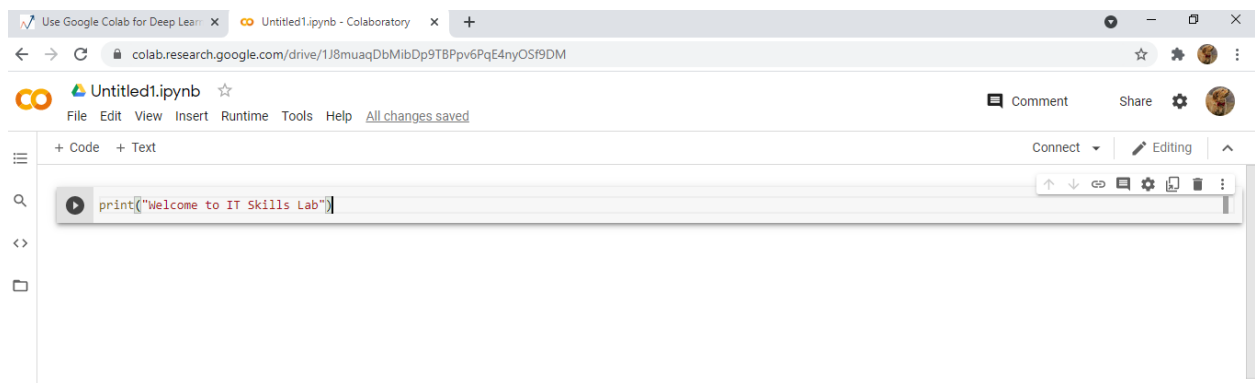 Use Google Colab for Deep Lear
Untitled1.ipynb - Colaboratory
colab.research.google.com/drive/1J8muaqDbMibDp9TBPpv6PqE4nyOSf9DM
CO Untitled1.ipynb
Comment Share
File Edit View Insert Runtime Tools Help All changes saved
+ Code + Text Connect Editing
print("Welcome to IT Skills Lab")